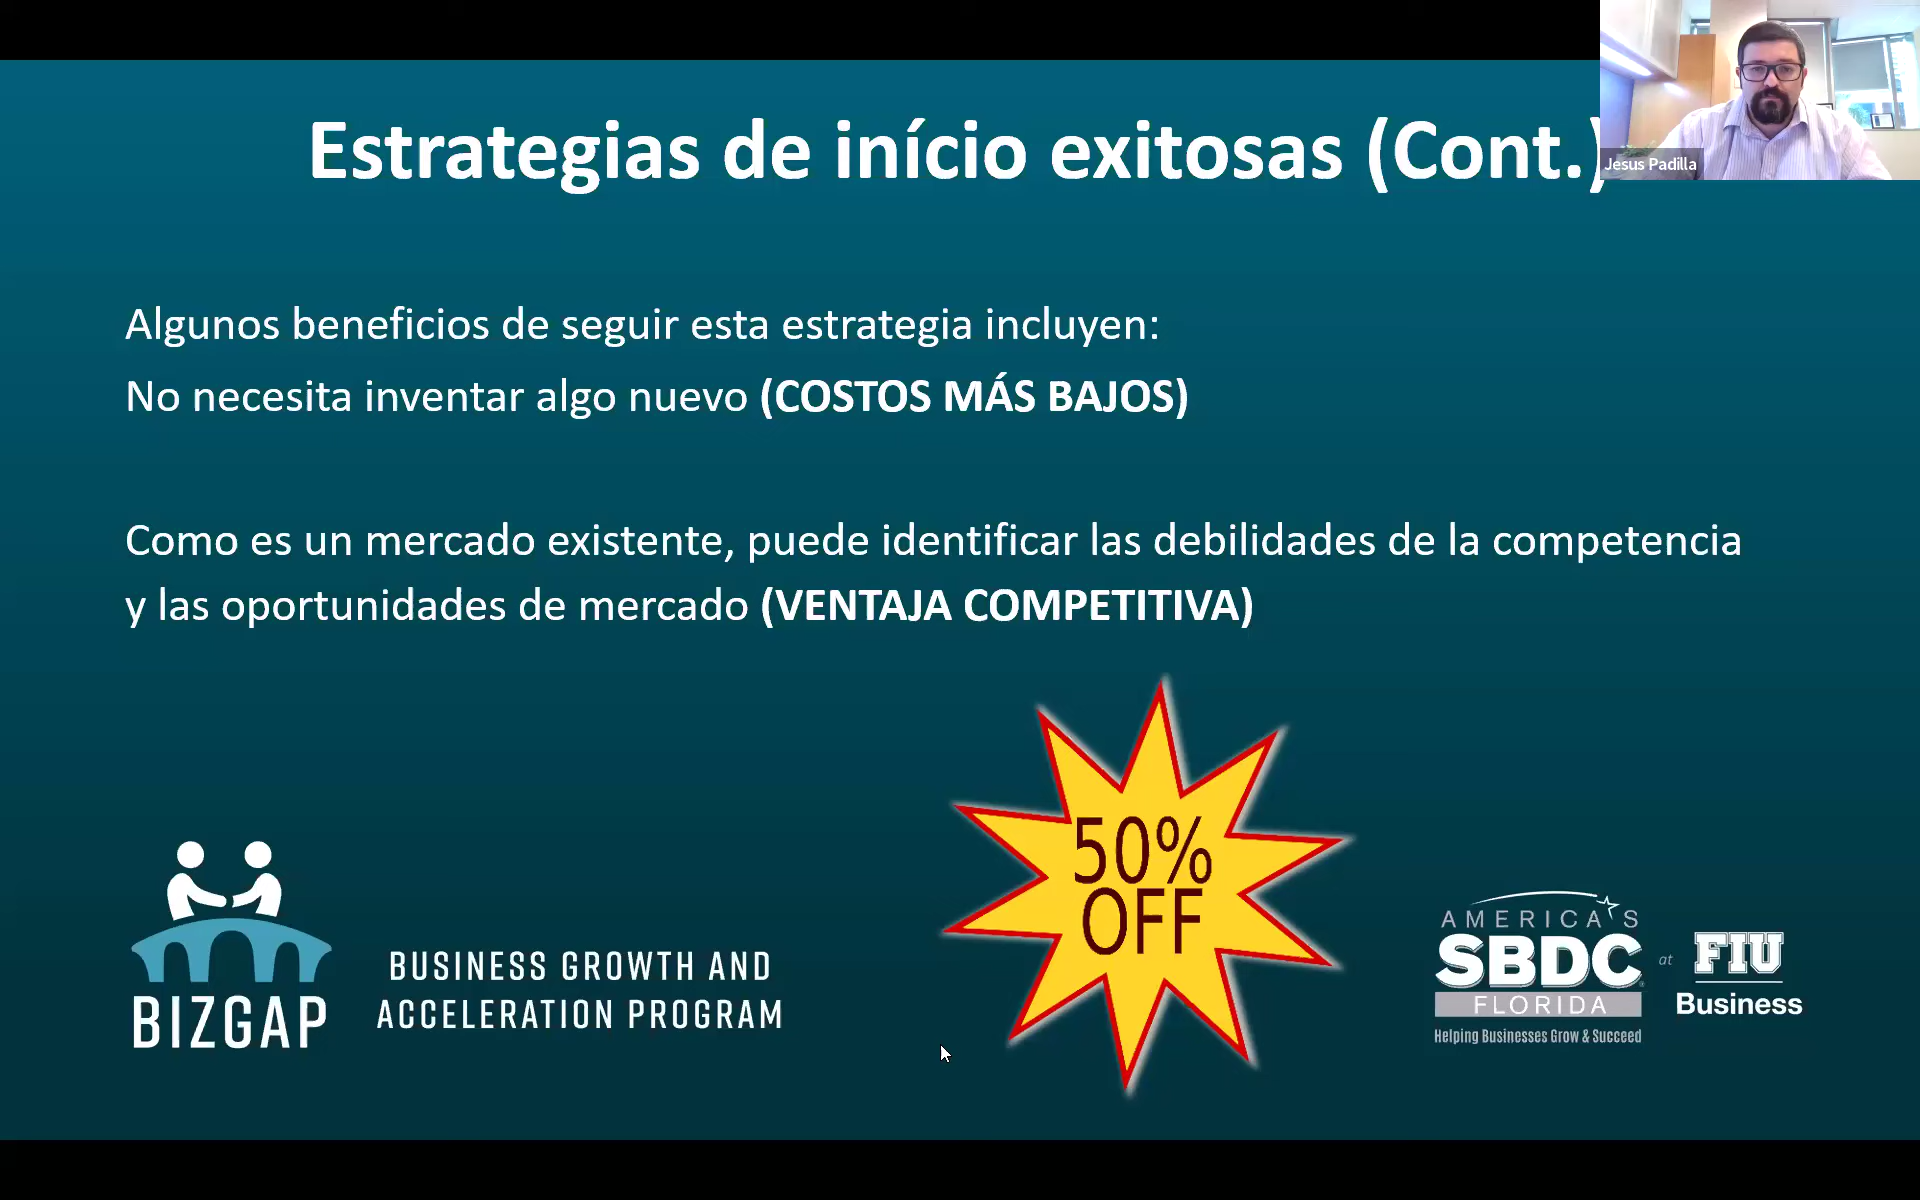 Estrategias de início exitosas (Cont.)
Jesus Padilla
Algunos beneficios de seguir esta estrategia incluyen:
No necesita inventar algo nuevo (COSTOS MÁS BAJOS)
Como es un mercado existente, puede identificar las debilidades de la competencia
y las oportunidades de mercado (VENTAJA COMPETITIVA)
50%
OFF
BIZGAP
BUSINESS GROWTH AND
ACCELERATION PROGRAM
AMERICA'S
SBDC
FLORIDA
Helping Businesses Grow & Succeed
at
FIU
Business